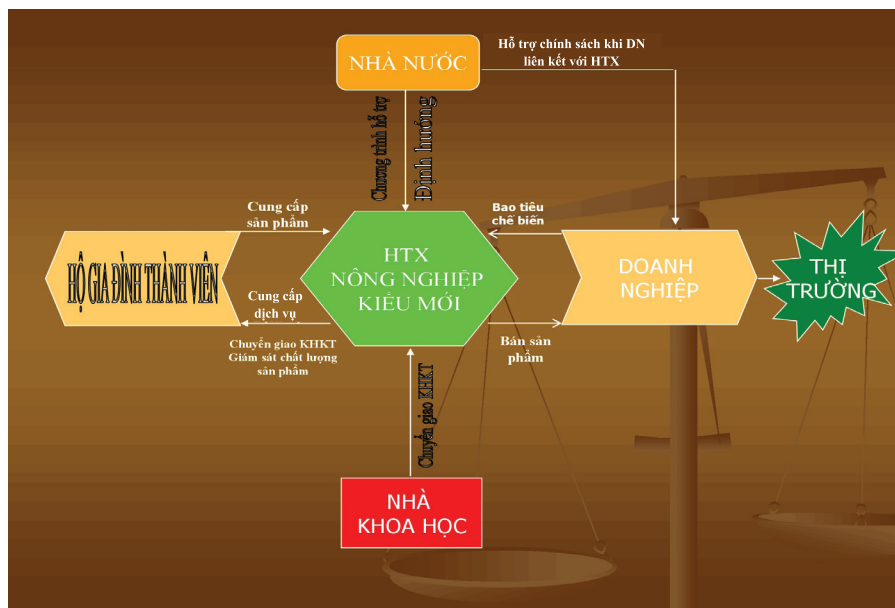 NHÀ NƯỚC
Hỗ trợ chính sách khi DN
liên kết với HTX
Chương trình hỗ trợ
Định hướng
Cung cấp
sản phẩm
Bao tiêu
chế biến
HỘ GIA ĐÌNH THÀNH VIÊN
HTX
NÔNG NGHIỆP
KIỂU MỚI
DOANH
NGHIỆP
THỊ
TRƯỜNG
Cung cấp
dịch vụ
Chuyển giao KHKT
Giám sát chất lượng
sản phẩm
Bán sản
phẩm
Chuyển giao KHKT
NHÀ
KHOA HỌC